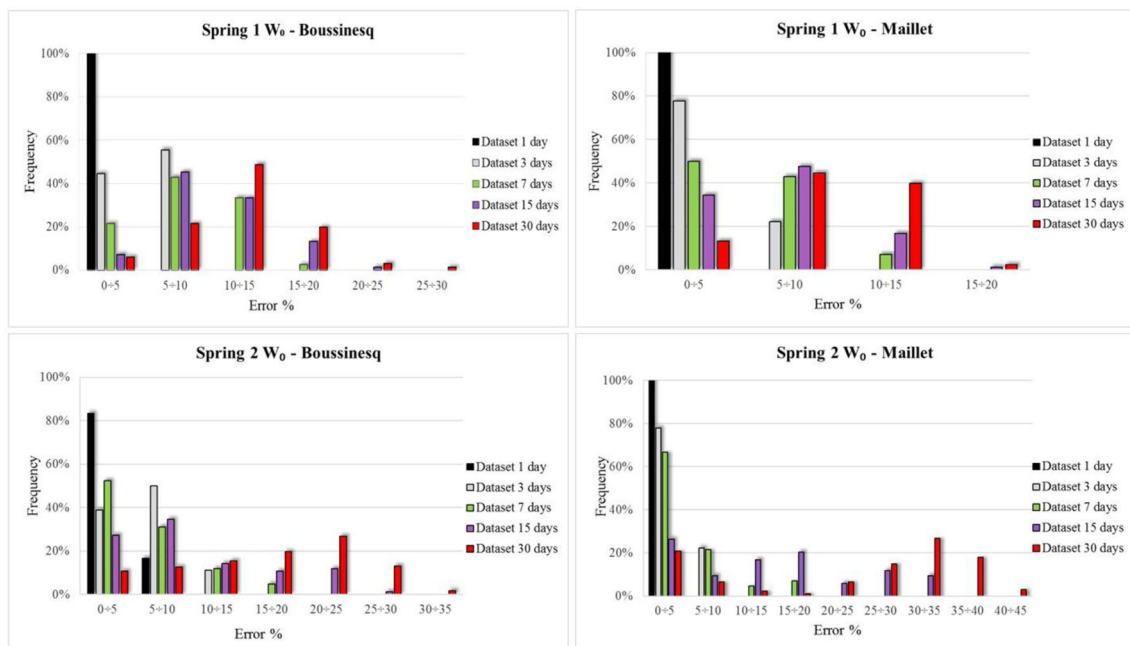 Spring 1 W₀ - Boussinesq
100%
80%
60%
40%
20%
0%
Frequency
0÷5 5÷10 10÷15 15÷20 20÷25 25÷30
Error %
Dataset 1 day
Dataset 3 days
Dataset 7 days
Dataset 15 days
Dataset 30 days
Spring 1 W₀ - Maillet
100%
80%
60%
40%
20%
0%
Frequency
0÷5 5÷10 10÷15 15÷20
Error %
Dataset 1 day
Dataset 3 days
Dataset 7 days
Dataset 15 days
Dataset 30 days
Spring 2 W₀ - Boussinesq
100%
80%
60%
40%
20%
0%
Frequency
0÷5 5÷10 10÷15 15÷20 20÷25 25÷30 30÷35
Error %
Dataset 1 day
Dataset 3 days
Dataset 7 days
Dataset 15 days
Dataset 30 days
Spring 2 W₀ - Maillet
100%
80%
60%
40%
20%
0%
Frequency
0÷5 5÷10 10÷15 15÷20 20÷25 25÷30 30÷35 35÷40 40÷45
Error %
Dataset 1 day
Dataset 3 days
Dataset 7 days
Dataset 15 days
Dataset 30 days